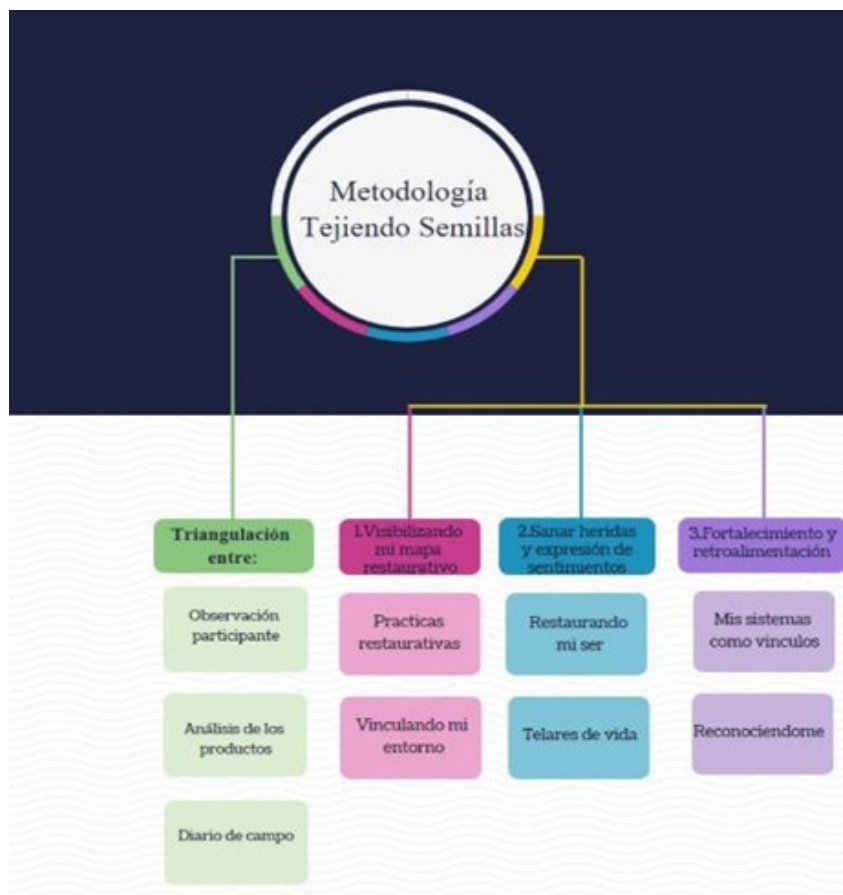 Metodología
Tejiendo Semillas
Triangulación
entre:
Observación
participante
Análisis de los
productos
Diario de campo
1.Visibilizando
mi mapa
restaurativo
Practicas
restaurativas
Vinculando mi
entorno
2.Sanar heridas
y expresión de
sentimientos
Restaurando
mi ser
Telares de vida
3.Fortalecimiento y
retroalimentación
Mis sistemas
como vinculos
Reconociendome